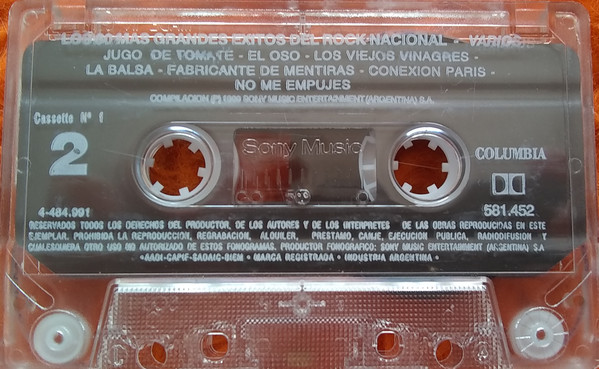 LOS 60 MAS GRANDES EXITOS DEL ROCK NACIONAL - VARIOS
JUGO DE TOMATE - EL OSO - LOS VIEJOS VINAGRES -
LA BALSA - FABRICANTE DE MENTIRAS - CONEXION PARIS -
NO ME EMPUJES
COMPILACION (P) 1999 SONY MUSIC ENTERTAINMENT (ARGENTINA) S.A.
Cassette Nº 1
2
Sony Music
COLUMBIA
4-484.991
581.452
RESERVADOS TODOS LOS DERECHOS DEL PRODUCTOR, DE LOS AUTORES Y DE LOS INTERPRETES DE LAS OBRAS REPRODUCIDAS EN ESTE
EJEMPLAR. PROHIBIDA LA REPRODUCCION, REGRABACION, ALQUILER, PRESTAMO, CANJE, EJECUCION PUBLICA, RADIODIFUSION Y
CUALESQUIERA OTRO USO NO AUTORIZADO DE ESTOS FONOGRAMAS. PRODUCTOR FONOGRAFICO: SONY MUSIC ENTERTAINMENT (ARGENTINA) S.A
•AADI-CAPIF-SADAIC-BIEM • MARCA REGISTRADA • INDUSTRIA ARGENTINA •